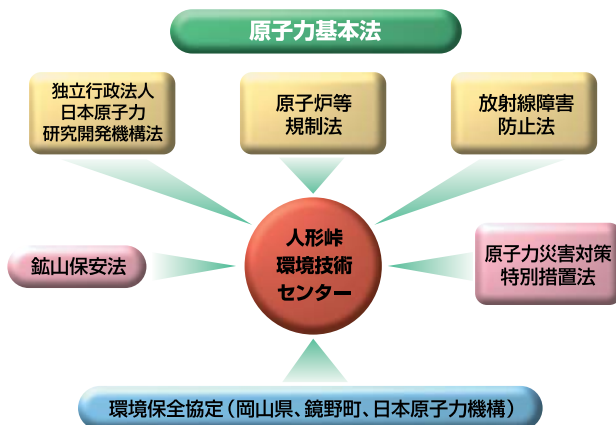 原子力基本法
独立行政法人
日本原子力
研究開発機構法
原子炉等
規制法
放射線障害
防止法
人形峠
環境技術
センター
鉱山保安法
原子力災害対策
特別措置法
環境保全協定（岡山県、鏡野町、日本原子力機構）